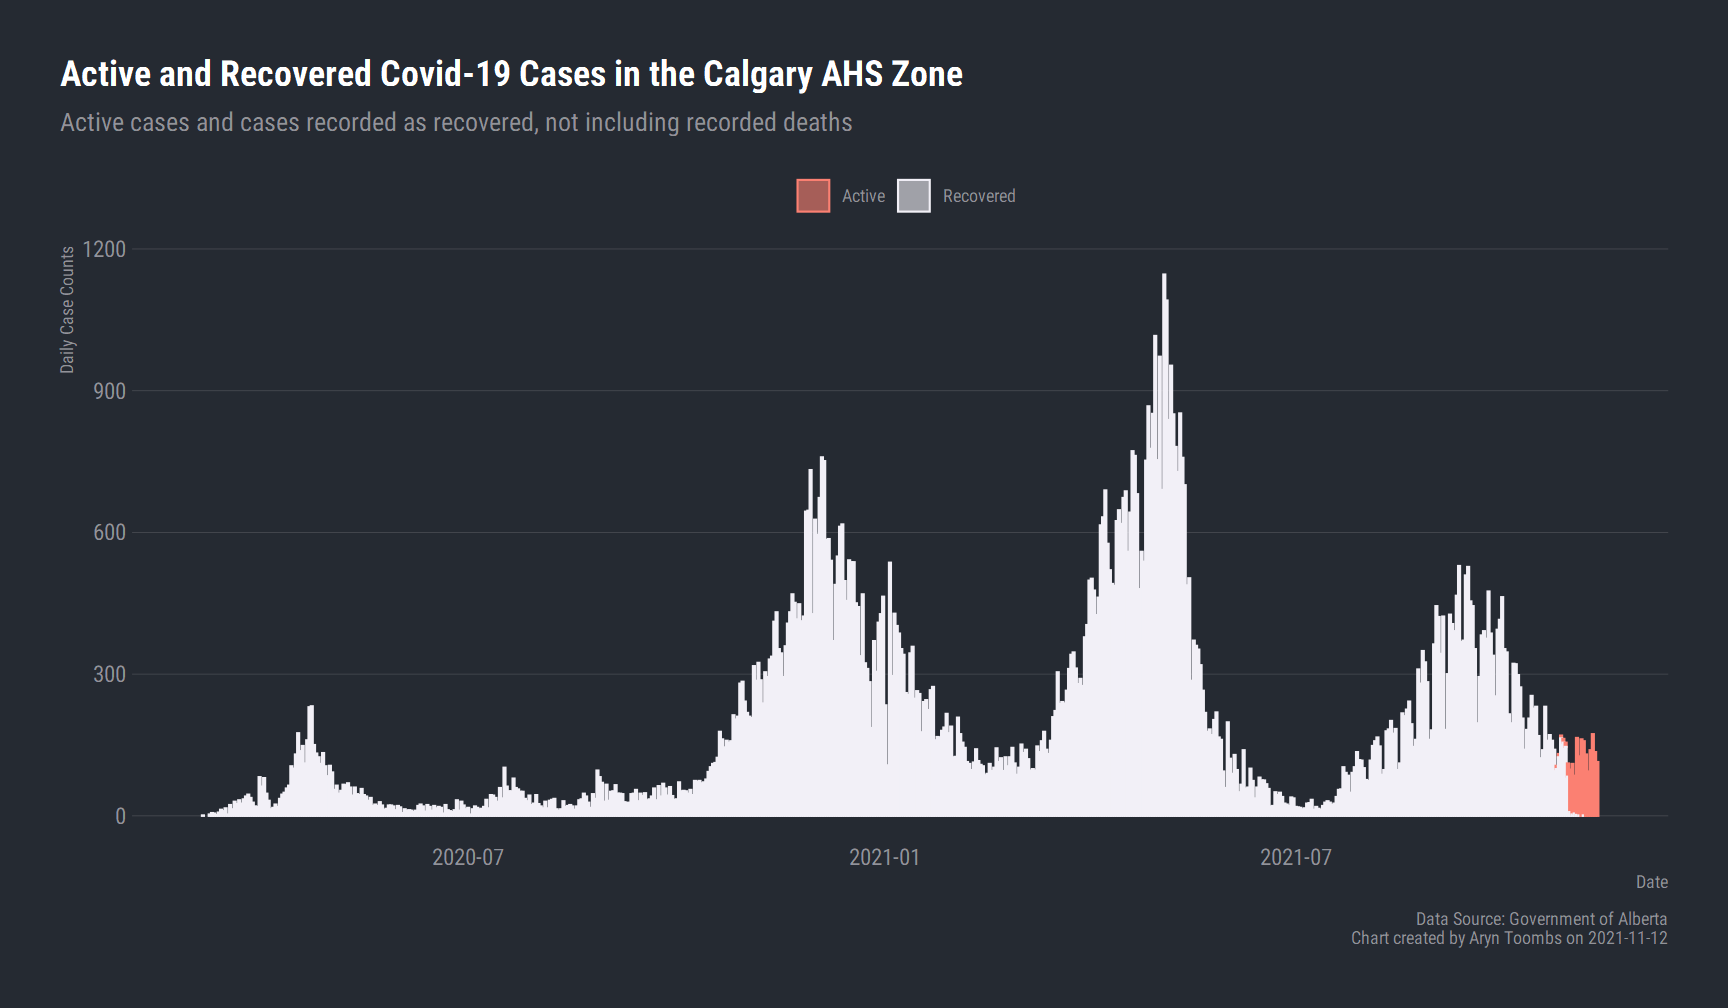 Active and Recovered Covid-19 Cases in the Calgary AHS Zone
Active cases and cases recorded as recovered, not including recorded deaths
Active
Recovered
Daily Case Counts
1200
900
600
300
0
2020-07
2021-01
2021-07
Date
Data Source: Government of Alberta
Chart created by Aryn Toombs on 2021-11-12